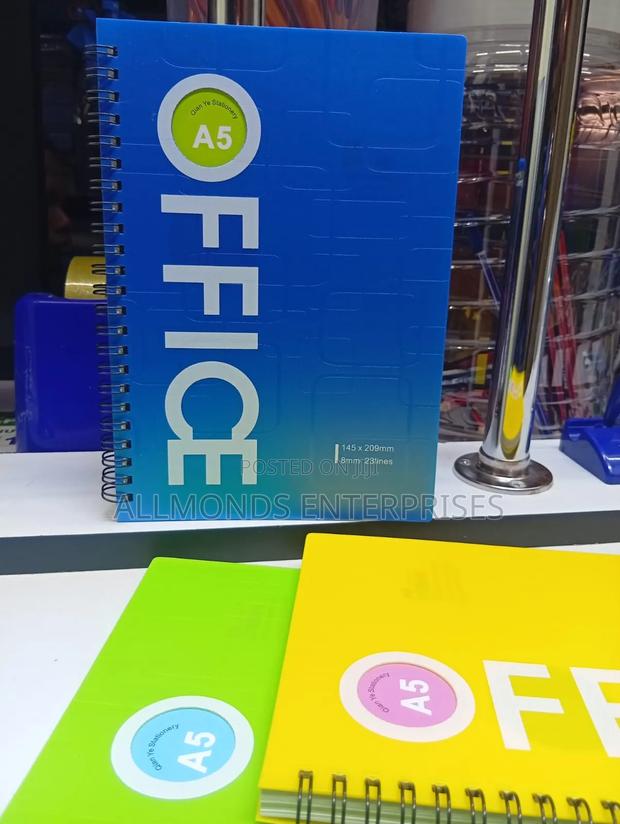 Qian Ye Stationery
A5
OFFICE
145 x 209mm
8mm 23lines
POSTED ON jiji
ALLMONDS ENTERPRISES
Qian Ye Stationery
A5
Qian Ye Stationery
A5
FF